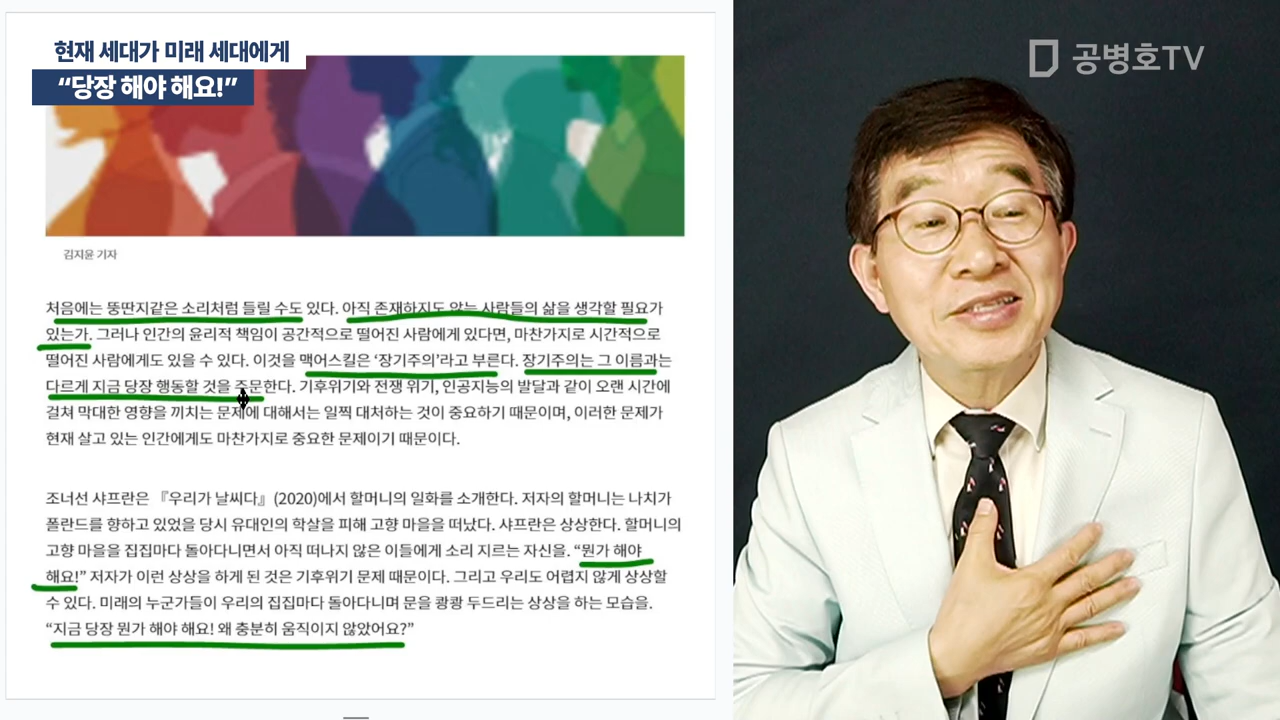 현재 세대가 미래 세대에게
“당장 해야 해요!”
공병호TV
김지윤 기자
처음에는 뚱딴지같은 소리처럼 들릴 수도 있다. 아직 존재하지도 않는 사람들의 삶을 생각할 필요가
있는가. 그러나 인간의 윤리적 책임이 공간적으로 떨어진 사람에게 있다면, 마찬가지로 시간적으로
떨어진 사람에게도 있을 수 있다. 이것을 맥어스킬은 ‘장기주의’라고 부른다. 장기주의는 그 이름과는
다르게 지금 당장 행동할 것을 주문한다. 기후위기와 전쟁 위기, 인공지능의 발달과 같이 오랜 시간에
걸쳐 막대한 영향을 끼치는 문제에 대해서는 일찍 대처하는 것이 중요하기 때문이며, 이러한 문제가
현재 살고 있는 인간에게도 마찬가지로 중요한 문제이기 때문이다.
조너선 샤프란은 『우리가 날씨다』(2020)에서 할머니의 일화를 소개한다. 저자의 할머니는 나치가
폴란드를 향하고 있었을 당시 유대인의 학살을 피해 고향 마을을 떠났다. 샤프란은 상상한다. 할머니의
고향 마을을 집집마다 돌아다니면서 아직 떠나지 않은 이들에게 소리 지르는 자신을. “뭔가 해야
해요!” 저자가 이런 상상을 하게 된 것은 기후위기 문제 때문이다. 그리고 우리도 어렵지 않게 상상할
수 있다. 미래의 누군가들이 우리의 집집마다 돌아다니며 문을 쾅쾅 두드리는 상상을 하는 모습을.
“지금 당장 뭔가 해야 해요! 왜 충분히 움직이지 않았어요?”